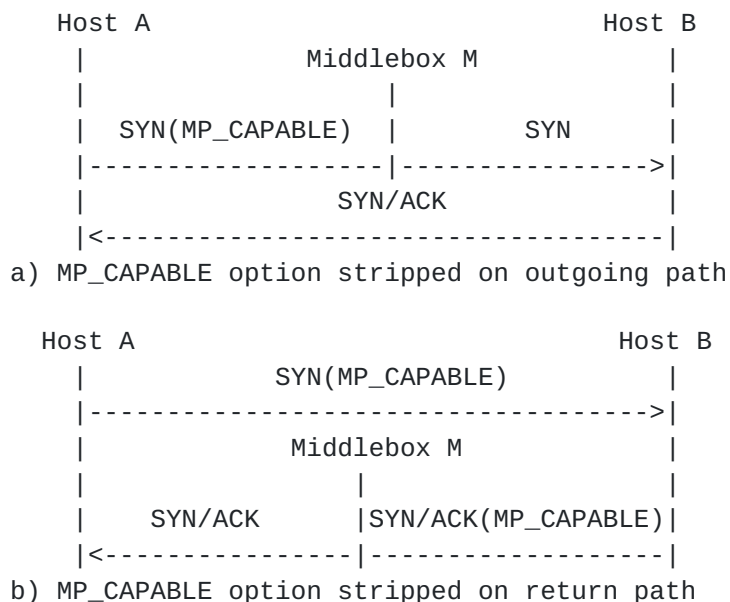 Host A Host B
Middlebox M
SYN(MP_CAPABLE) SYN
SYN/ACK
a) MP_CAPABLE option stripped on outgoing path
Host A Host B
SYN(MP_CAPABLE)
Middlebox M
SYN/ACK SYN/ACK(MP_CAPABLE)
b) MP_CAPABLE option stripped on return path